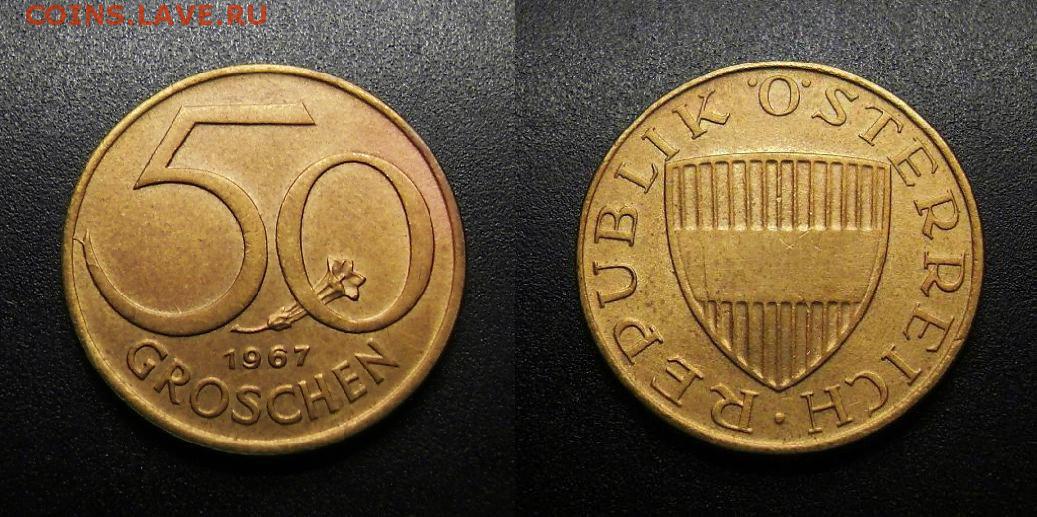 COINS.LAVE.RU
50
1967
GROSCHEN
REPUBLIK ÖSTERREICH ·